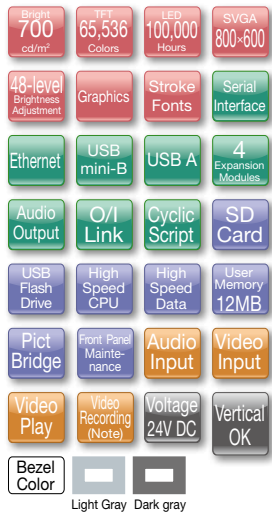 Bright
700
cd/m²
TFT
65,536
Colors
LED
100,000
Hours
SVGA
800×600
48-level
Brightness
Adjustment
Graphics
Stroke
Fonts
Serial
Interface
Ethernet
USB
mini-B
USB A
4
Expansion
Modules
Audio
Output
O/I
Link
Cyclic
Script
SD
Card
USB
Flash
Drive
High
Speed
CPU
High
Speed
Data
User
Memory
12MB
Pict
Bridge
Front Panel
Mainte-
nance
Audio
Input
Video
Input
Video
Play
Video
Recording
(Note)
Voltage
24V DC
Vertical
OK
Bezel
Color
Light Gray
Dark gray